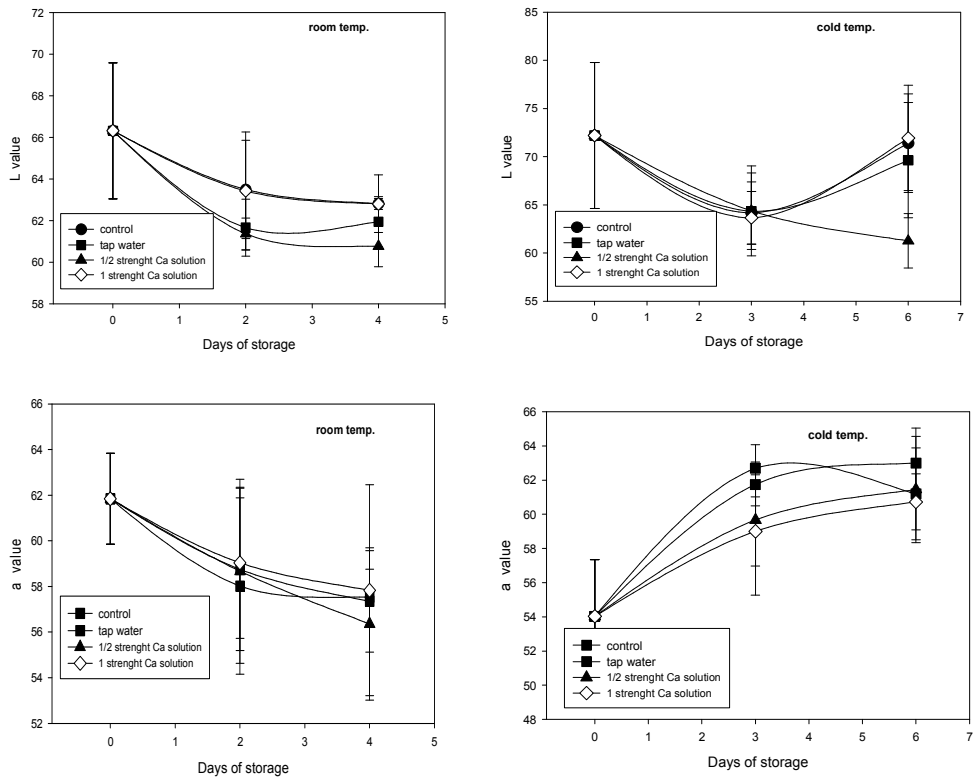 72
70
68
66
64
62
60
58
L value
room temp.
control
tap water
1/2 strenght Ca solution
1 strenght Ca solution
0 1 2 3 4 5
Days of storage
85
80
75
70
65
60
55
L value
cold temp.
control
tap water
1/2 strenght Ca solution
1 strenght Ca solution
0 1 2 3 4 5 6 7
Days of storage
66
64
62
60
58
56
54
52
a value
room temp.
control
tap water
1/2 strenght Ca solution
1 strenght Ca solution
0 1 2 3 4 5
Days of storage
66
64
62
60
58
56
54
52
50
48
a value
cold temp.
control
tap water
1/2 strenght Ca solution
1 strenght Ca solution
0 1 2 3 4 5 6 7
Days of storage